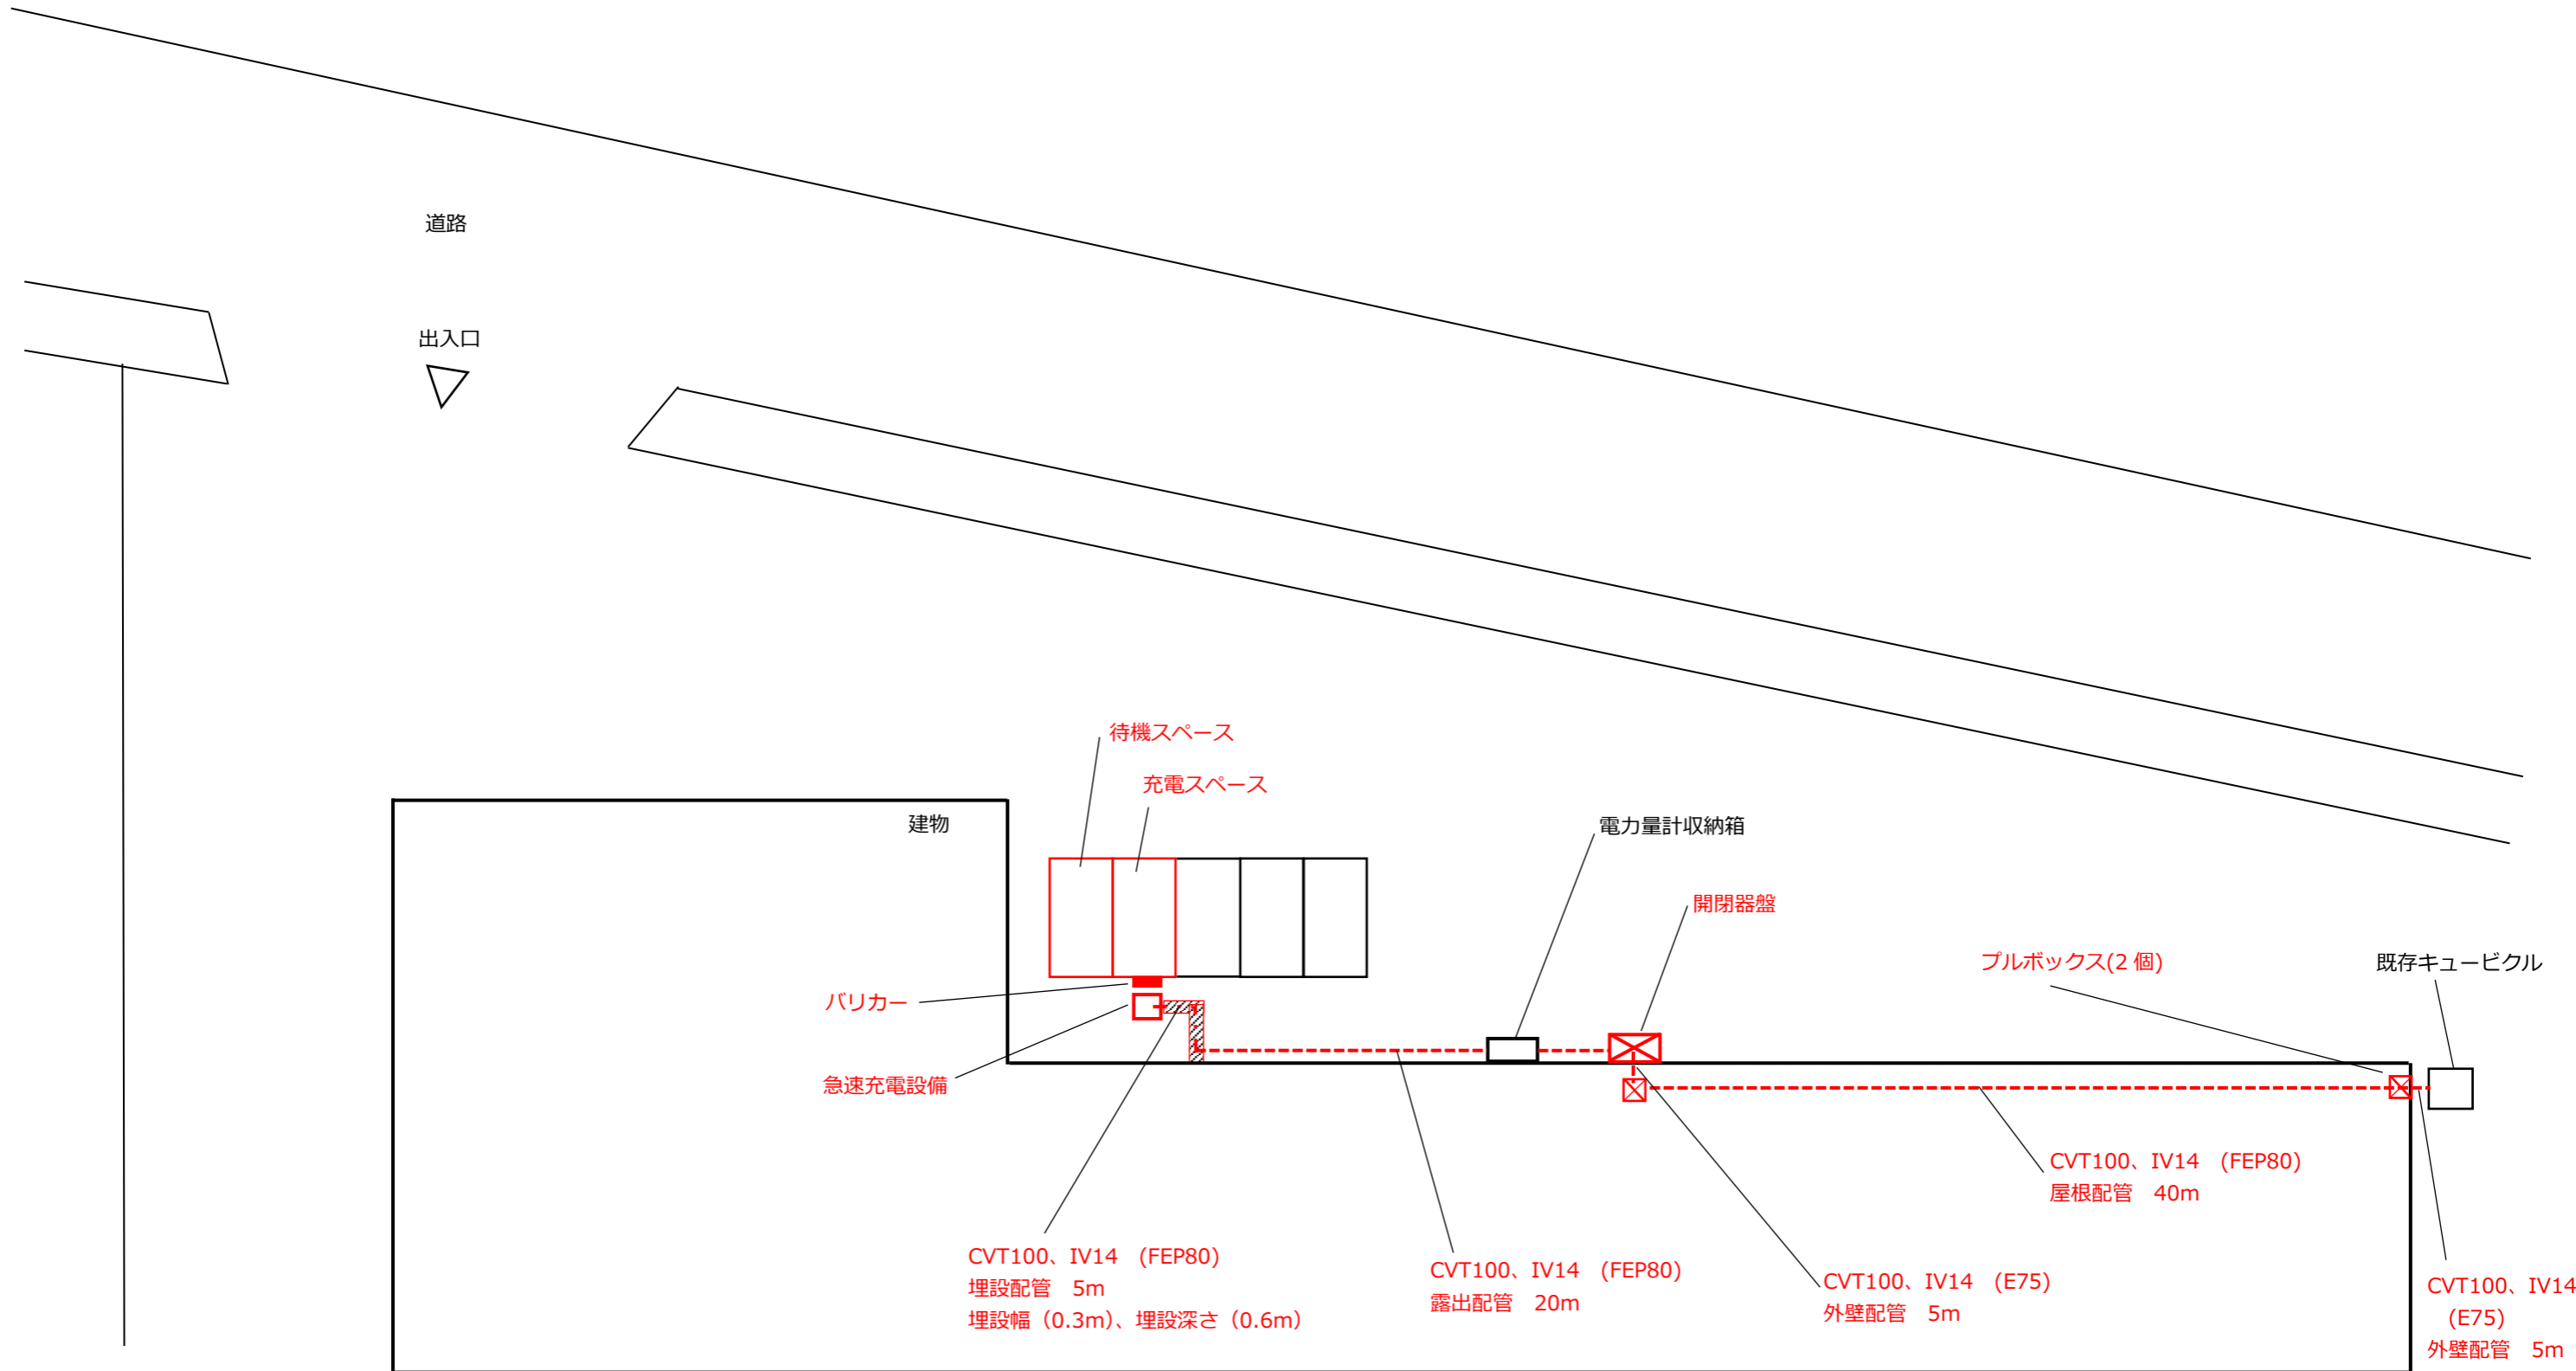 道路
出入口
待機スペース
充電スペース
建物
電力量計収納箱
開閉器盤
プルボックス(2 個)
既存キュービクル
バリカー
急速充電設備
CVT100、IV14　(FEP80)
屋根配管　40m
CVT100、IV14　(FEP80)
埋設配管　5m
埋設幅（0.3m）、埋設深さ（0.6m）
CVT100、IV14　(FEP80)
露出配管　20m
CVT100、IV14　(E75)
外壁配管　5m
CVT100、IV14
(E75)
外壁配管　5m